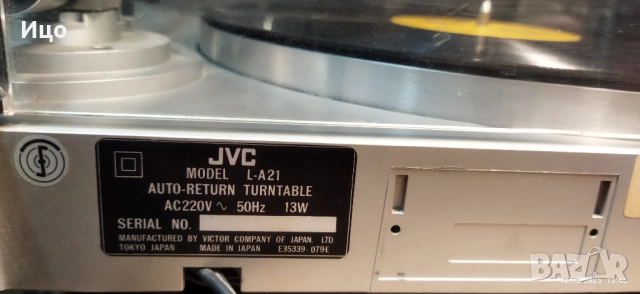 Ицо
JVC
MODEL L-A21
AUTO-RETURN TURNTABLE
AC220V ~ 50Hz 13W
SERIAL NO.
MANUFACTURED BY VICTOR COMPANY OF JAPAN, LTD.
TOKYO JAPAN MADE IN JAPAN E35339-079E
BAZAR